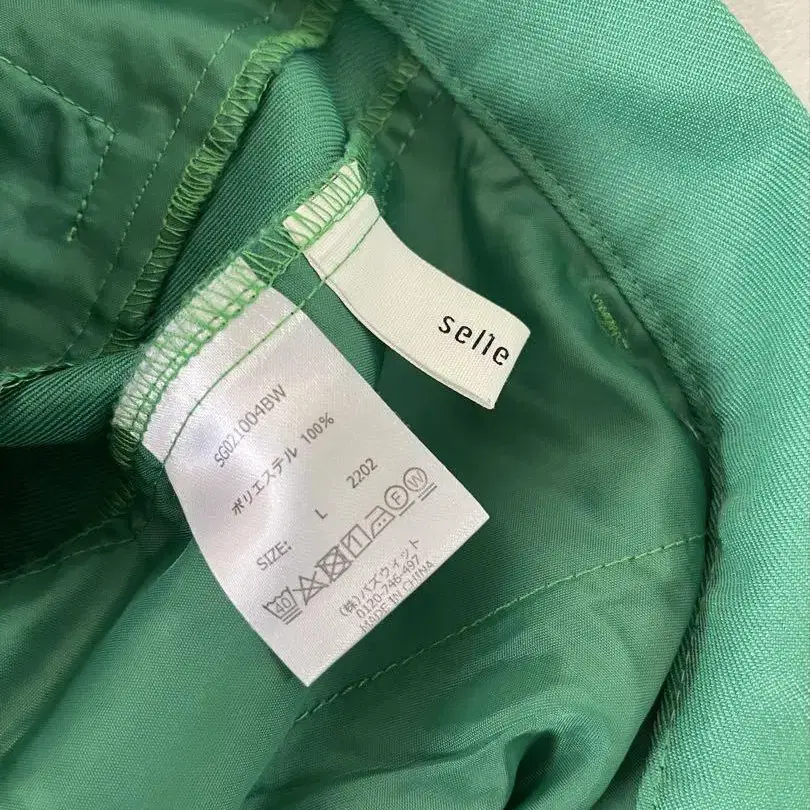 selle
SG021004BW
ポリエステル 100%
2202
SIZE: L
40 F W
(株)バズウィット
0120-746-497
MADE IN CHINA